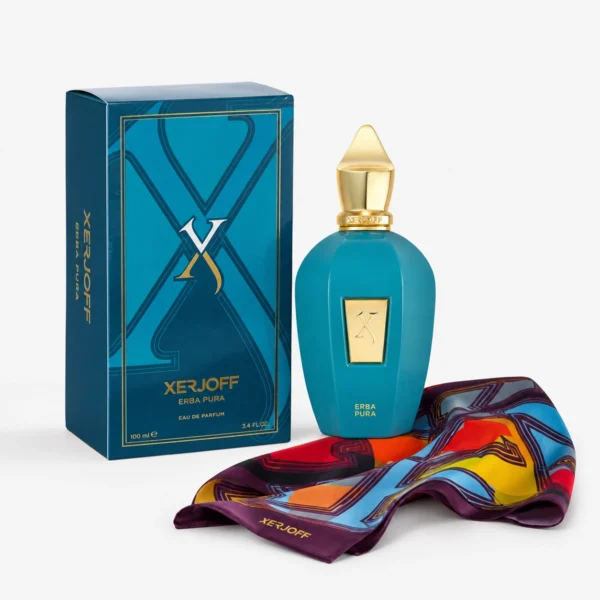 XERJOFF
ERBA PURA
X
XERJOFF
ERBA PURA
EAU DE PARFUM
100 ml ℮
3.4 FL.OZ.
X
ERBA
PURA
XERJOFF